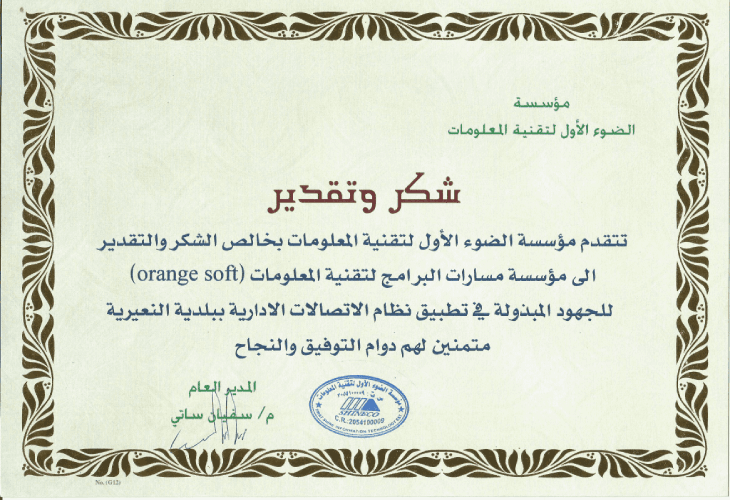 مؤسسة
الضوء الأول لتقنية المعلومات
شكر وتقدير
تتقدم مؤسسة الضوء الأول لتقنية المعلومات بخالص الشكر والتقدير
الى مؤسسة مسارات البرامج لتقنية المعلومات (orange soft)
للجهود المبذولة في تطبيق نظام الاتصالات الادارية ببلدية النعيرية
متمنين لهم دوام التوفيق والنجاح
المدير العام
م/ سفيان ساتي
مؤسسة الضوء الأول لتقنية المعلومات
SHINECO
C.R.:2054100009
No. (G12)